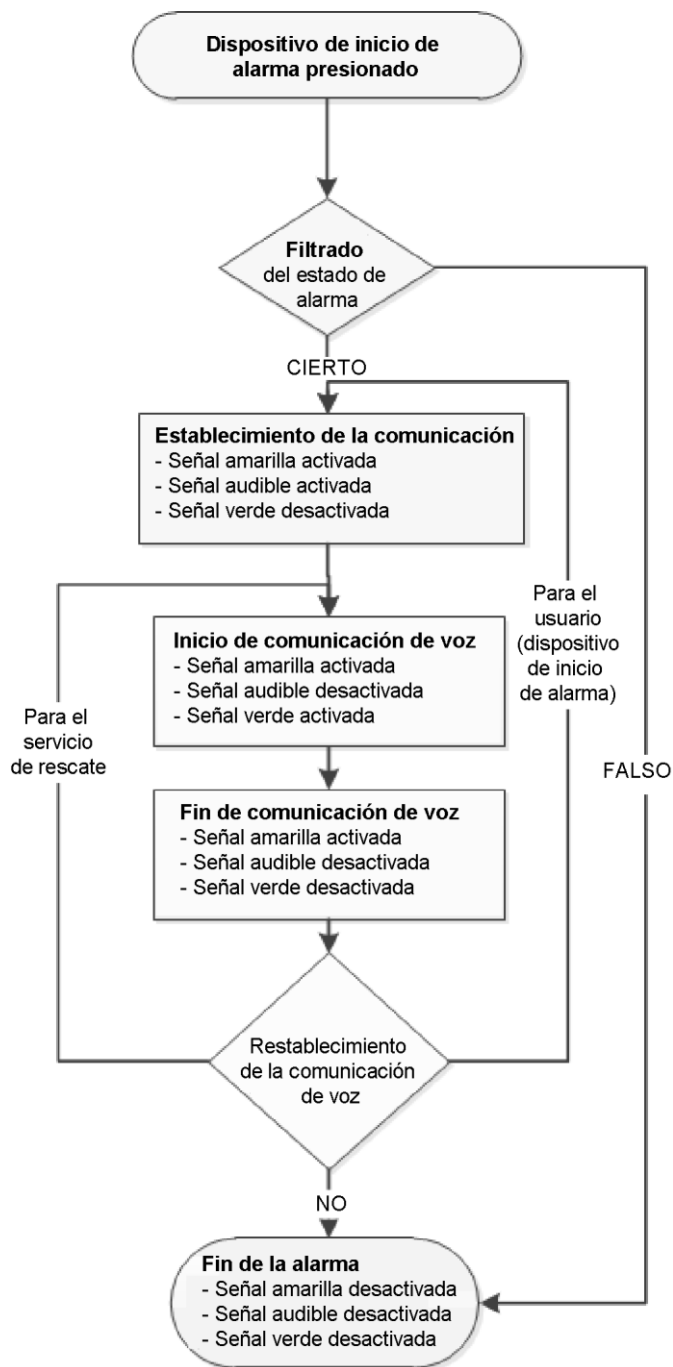 Dispositivo de inicio de
alarma presionado
Filtrado
del estado de
alarma
CIERTO
Establecimiento de la comunicación
- Señal amarilla activada
- Señal audible activada
- Señal verde desactivada
Para el
usuario
(dispositivo
de inicio
de alarma)
Inicio de comunicación de voz
- Señal amarilla activada
- Señal audible desactivada
- Señal verde activada
Para el
servicio
de rescate
FALSO
Fin de comunicación de voz
- Señal amarilla activada
- Señal audible desactivada
- Señal verde desactivada
Restablecimiento
de la comunicación
de voz
NO
Fin de la alarma
- Señal amarilla desactivada
- Señal audible desactivada
- Señal verde desactivada